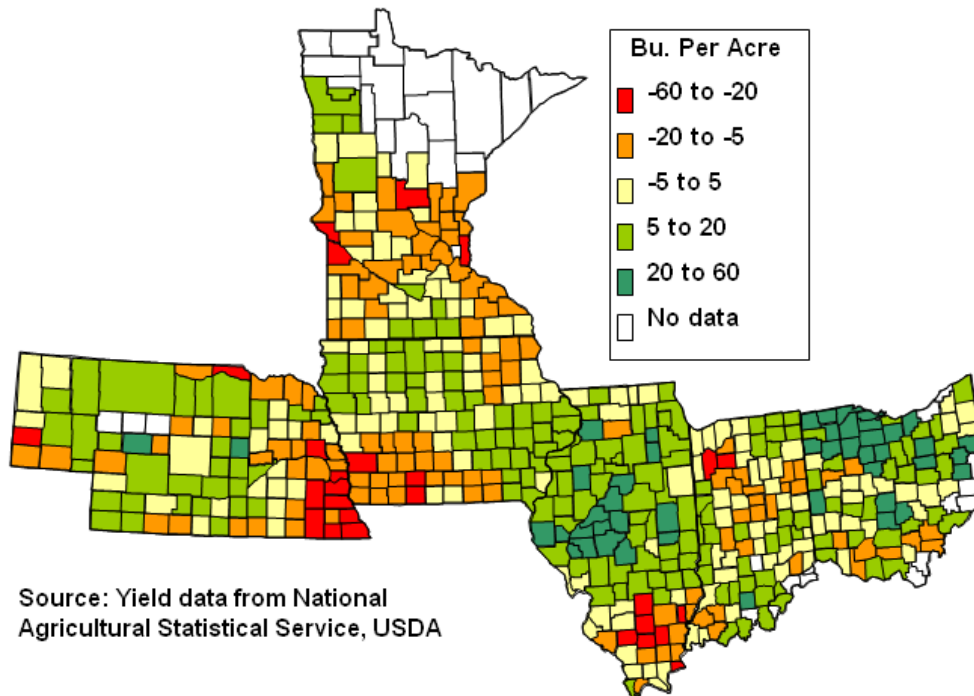 Bu. Per Acre
-60 to -20
-20 to -5
-5 to 5
5 to 20
20 to 60
No data
Source: Yield data from National
Agricultural Statistical Service, USDA